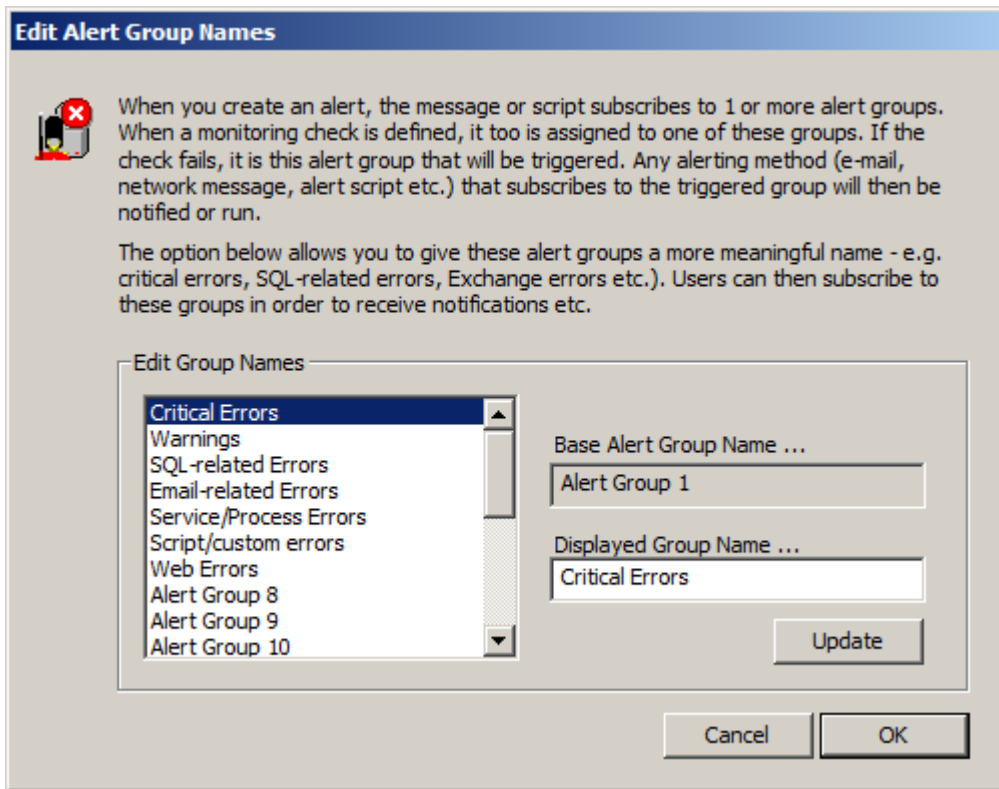 Edit Alert Group Names
When you create an alert, the message or script subscribes to 1 or more alert groups.
When a monitoring check is defined, it too is assigned to one of these groups. If the
check fails, it is this alert group that will be triggered. Any alerting method (e-mail,
network message, alert script etc.) that subscribes to the triggered group will then be
notified or run.
The option below allows you to give these alert groups a more meaningful name - e.g.
critical errors, SQL-related errors, Exchange errors etc.). Users can then subscribe to
these groups in order to receive notifications etc.
Edit Group Names
Critical Errors
Warnings
SQL-related Errors
Email-related Errors
Service/Process Errors
Script/custom errors
Web Errors
Alert Group 8
Alert Group 9
Alert Group 10
Base Alert Group Name ...
Alert Group 1
Displayed Group Name ...
Critical Errors
Update
Cancel
OK